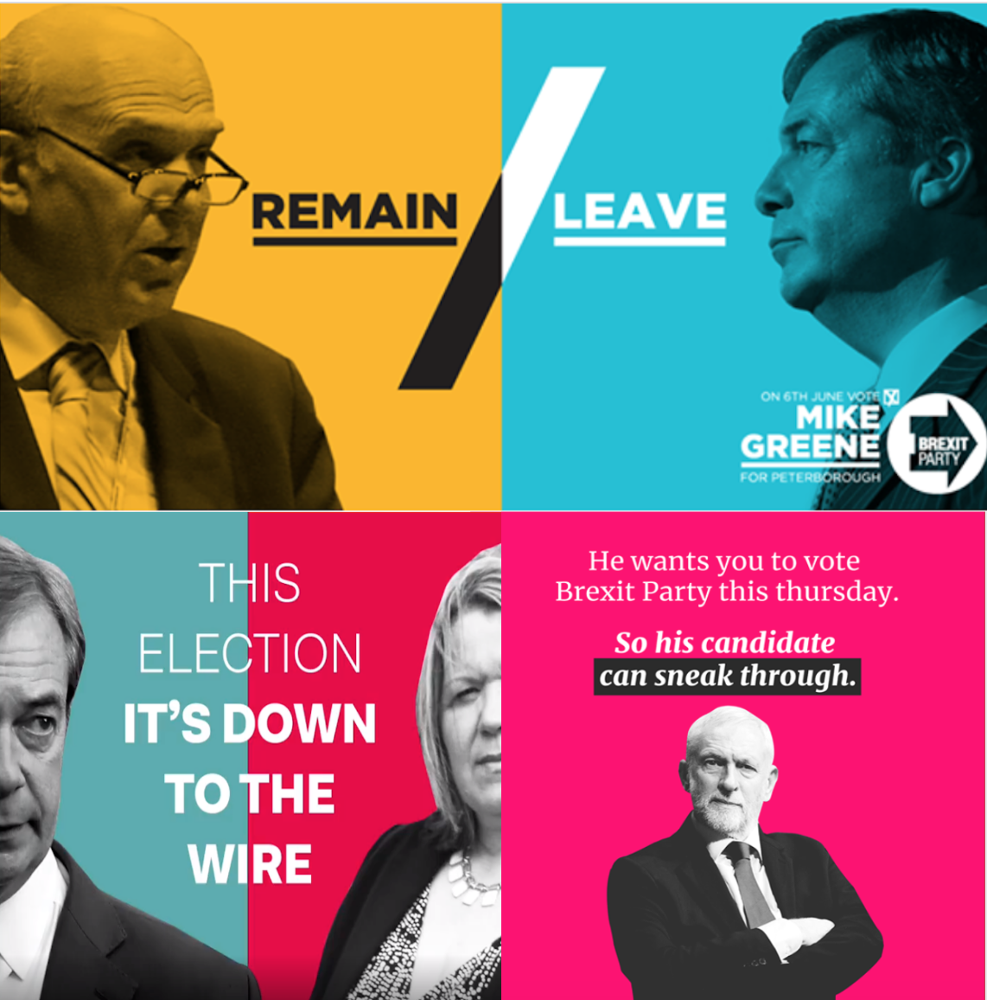 REMAIN
LEAVE
ON 6TH JUNE VOTE
MIKE
GREENE
FOR PETERBOROUGH
BREXIT
PARTY
THIS
ELECTION
IT'S DOWN
TO THE
WIRE
He wants you to vote
Brexit Party this thursday.
So his candidate
can sneak through.